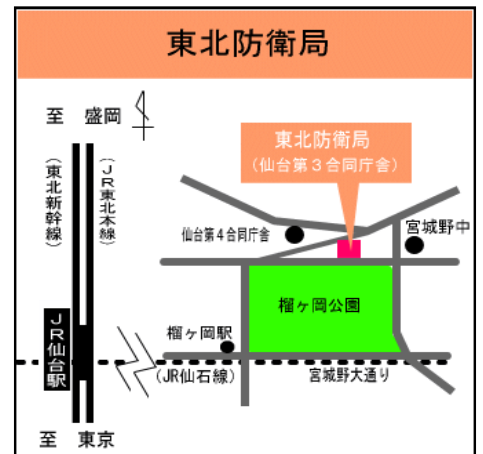 東北防衛局
至 盛岡
(東北新幹線)
(JR東北本線)
東北防衛局
(仙台第3合同庁舎)
仙台第4合同庁舎
宮城野中
榴ヶ岡公園
JR仙台駅
榴ヶ岡駅
(JR仙石線)
宮城野大通り
至 東京